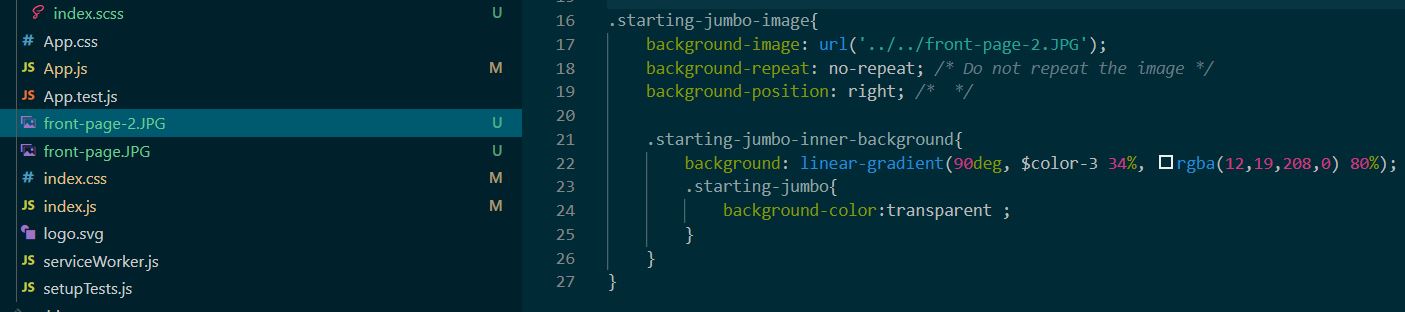 index.scss U
# App.css
JS App.js M
JS App.test.js
front-page-2.JPG U
front-page.JPG U
# index.css M
JS index.js M
logo.svg
JS serviceWorker.js
JS setupTests.js
16 .starting-jumbo-image{
17 background-image: url('../../front-page-2.JPG');
18 background-repeat: no-repeat; /* Do not repeat the image */
19 background-position: right; /*  */
20
21 .starting-jumbo-inner-background{
22 background: linear-gradient(90deg, $color-3 34%, rgba(12,19,208,0) 80%);
23 .starting-jumbo{
24 background-color:transparent ;
25 }
26 }
27 }